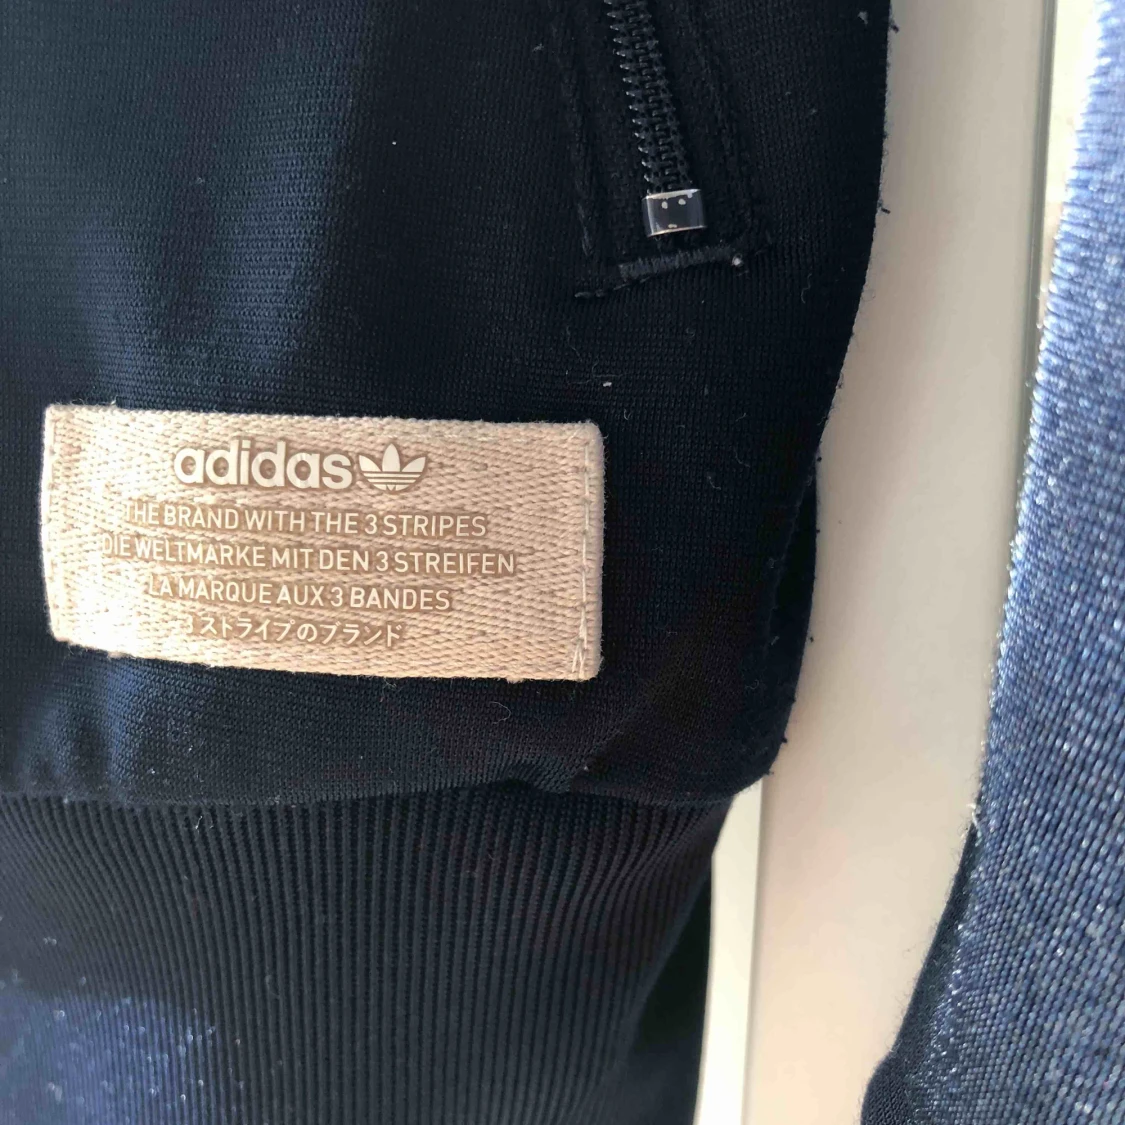 adidas
THE BRAND WITH THE 3 STRIPES
DIE WELTMARKE MIT DEN 3 STREIFEN
LA MARQUE AUX 3 BANDES
3ストライプのブランド